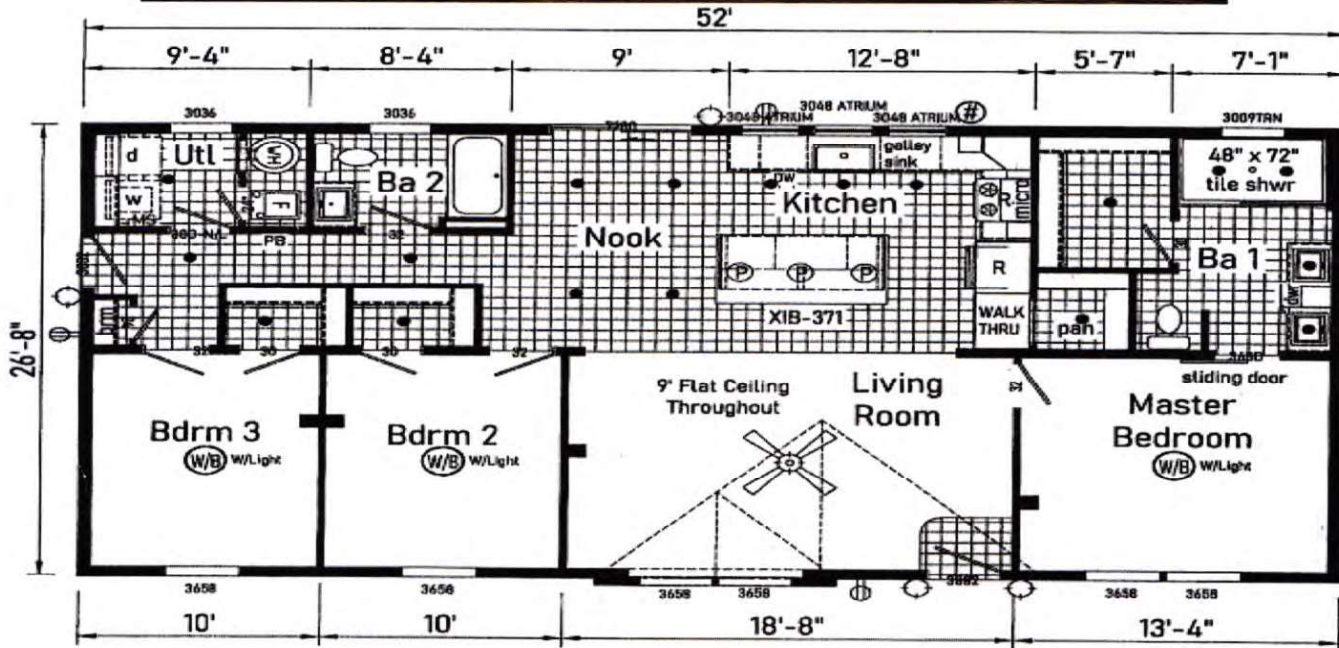 52'
9'-4"
8'-4"
9'
12'-8"
5'-7"
7'-1"
3036
3036
3048 ATRIUM
3048 ATRIUM
3048 ATRIUM
#
3009TRN
d
Utl
WH
Ba 2
galley
sink
48" x 72"
tile shwr
w
F
DW
Kitchen
R
micro
Nook
PB
32
P
P
P
R
Ba 1
XIB-371
WALK
THRU
pan
26'-8"
30
30
32
sliding door
9' Flat Ceiling
Throughout
Living
Room
32
Master
Bedroom
W/B W/Light
Bdrm 3
W/B W/Light
Bdrm 2
W/B W/Light
3658
3658
3658
3658
3658
3658
10'
10'
18'-8"
13'-4"